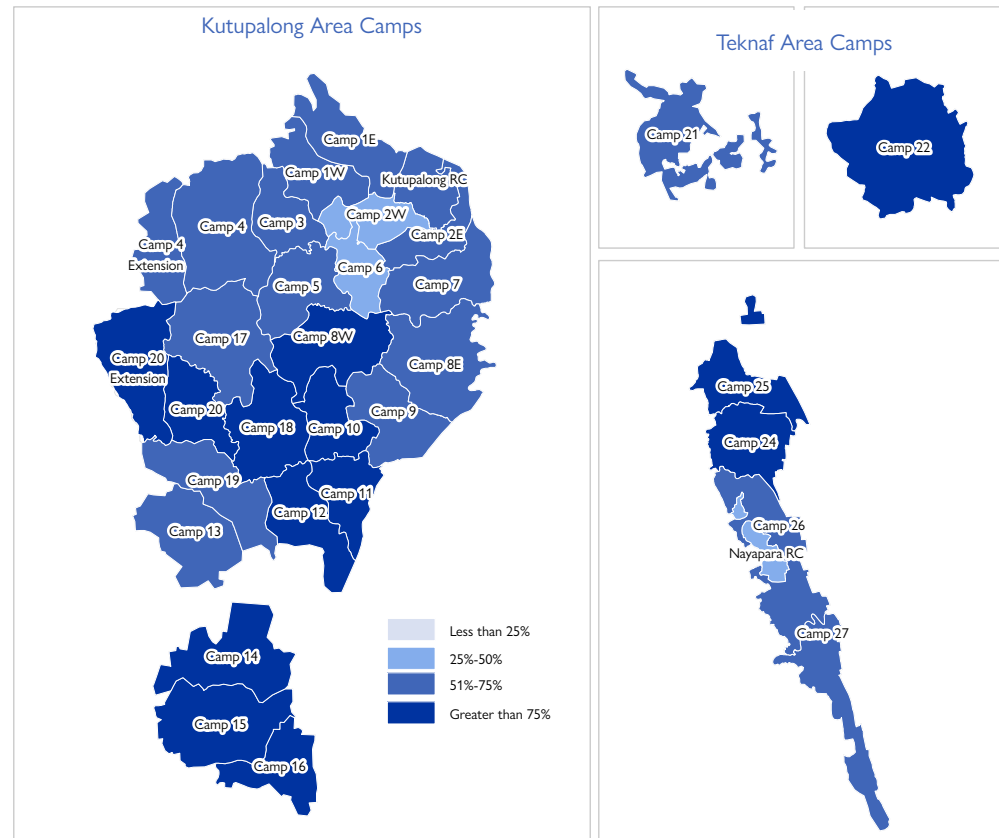 Kutupalong Area Camps
Teknaf Area Camps
Camp 1E
Camp 21
Camp 22
Camp 1W
Kutupalong RC
Camp 2W
Camp 3
Camp 4
Camp 2E
Camp 4
Extension
Camp 6
Camp 5
Camp 7
Camp 17
Camp 8W
Camp 20
Extension
Camp 8E
Camp 20
Camp 9
Camp 18
Camp 10
Camp 19
Camp 11
Camp 12
Camp 13
Camp 25
Camp 24
Camp 26
Nayapara RC
Camp 27
Camp 14
Camp 15
Camp 16
Less than 25%
25%-50%
51%-75%
Greater than 75%